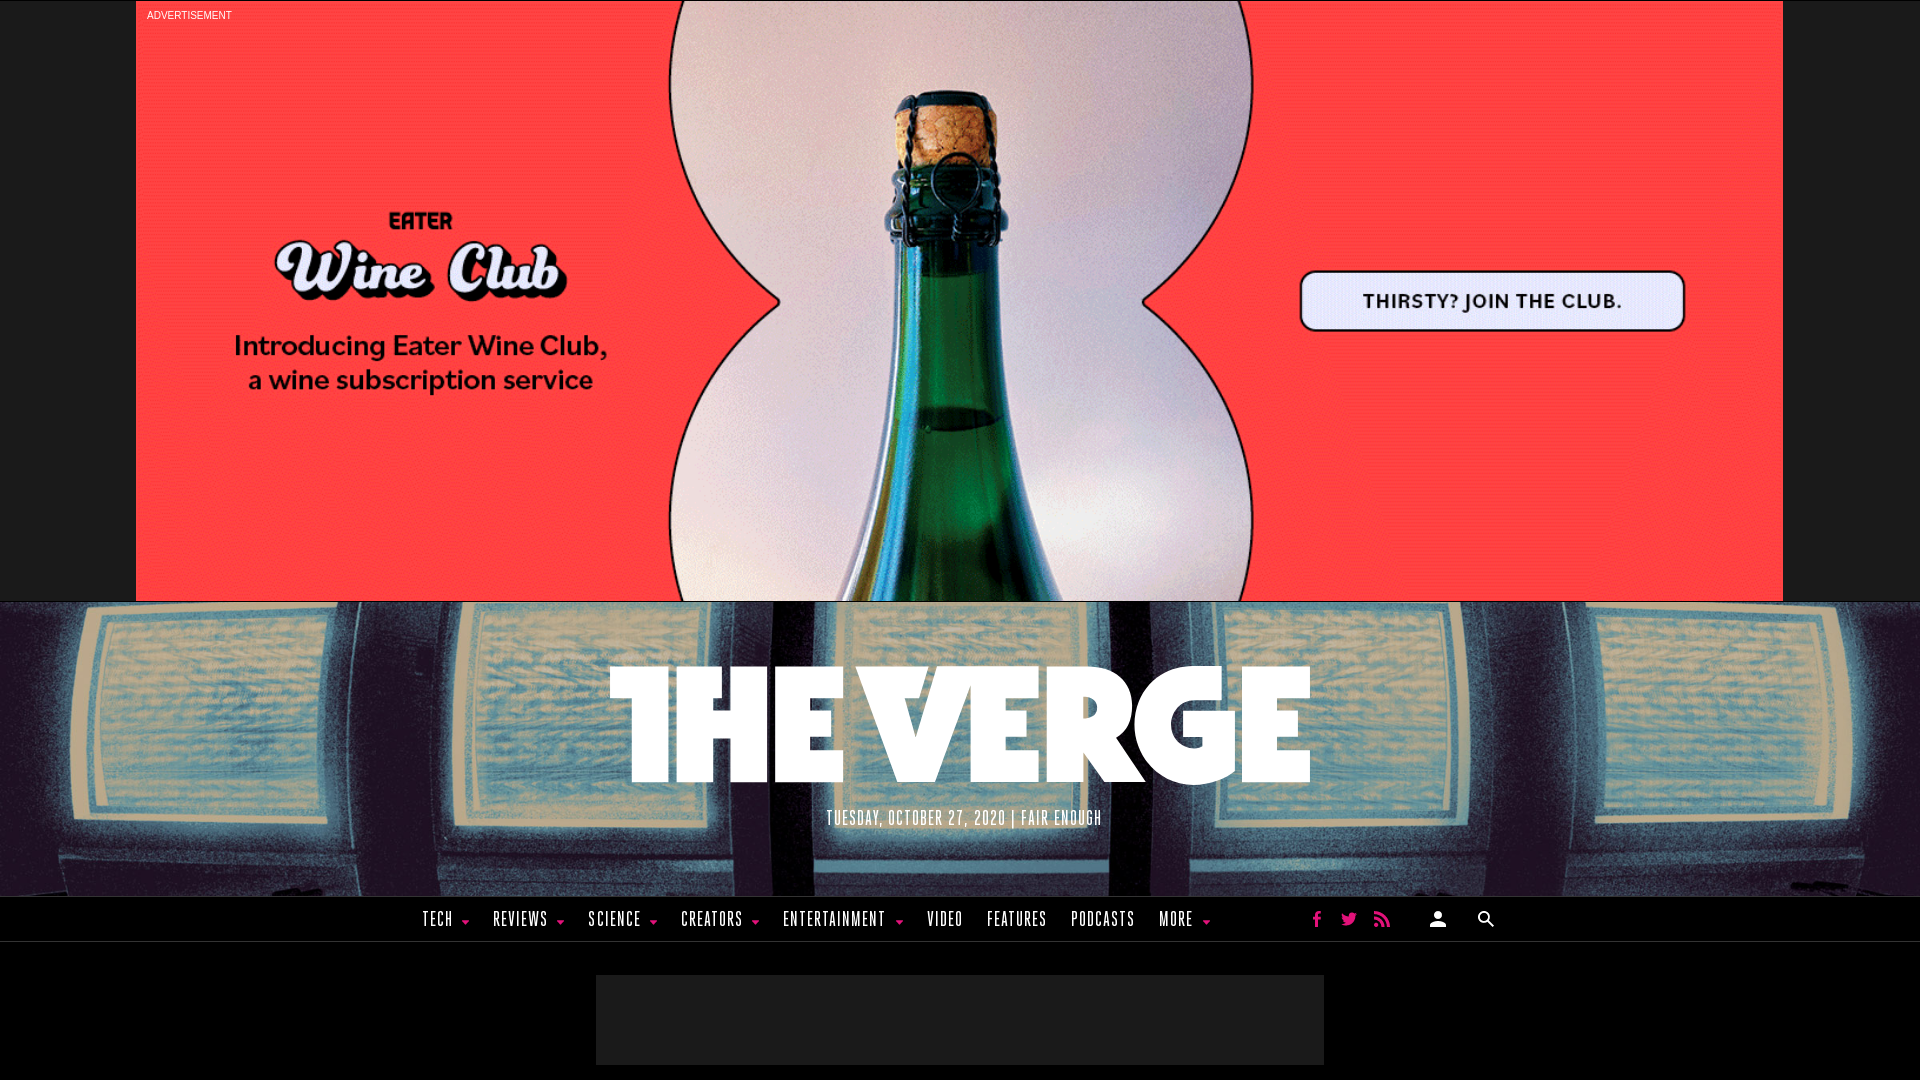 ADVERTISEMENT
EATER
Wine Club
Introducing Eater Wine Club,
a wine subscription service
THIRSTY? JOIN THE CLUB.
THE VERGE
TUESDAY, OCTOBER 27, 2020 | FAIR ENOUGH
TECH REVIEWS SCIENCE CREATORS ENTERTAINMENT VIDEO FEATURES PODCASTS MORE